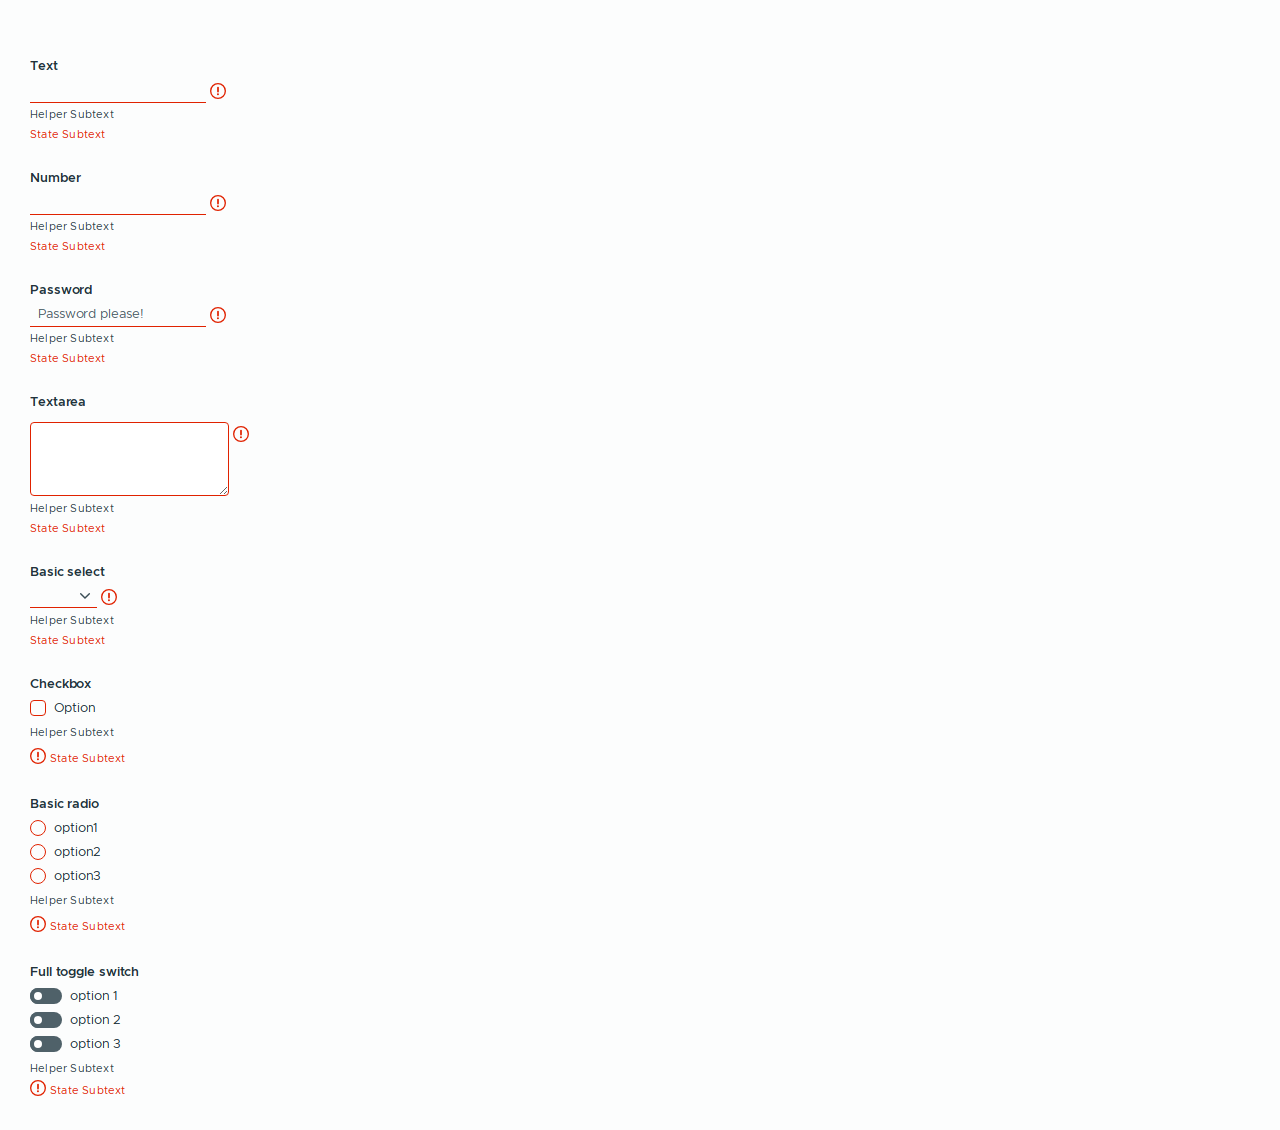 Text
Helper Subtext
State Subtext
Number
Helper Subtext
State Subtext
Password
Password please!
Helper Subtext
State Subtext
Textarea
Helper Subtext
State Subtext
Basic select
Helper Subtext
State Subtext
Checkbox
Option
Helper Subtext
State Subtext
Basic radio
option1
option2
option3
Helper Subtext
State Subtext
Full toggle switch
option 1
option 2
option 3
Helper Subtext
State Subtext